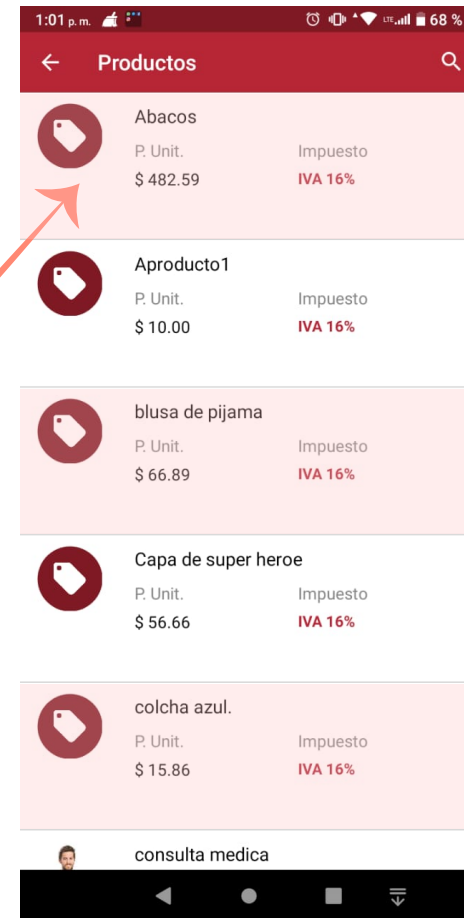 1:01 p. m. LTE 68 %
Productos
Abacos
P. Unit. Impuesto
$ 482.59 IVA 16%
Aproducto1
P. Unit. Impuesto
$ 10.00 IVA 16%
blusa de pijama
P. Unit. Impuesto
$ 66.89 IVA 16%
Capa de super heroe
P. Unit. Impuesto
$ 56.66 IVA 16%
colcha azul.
P. Unit. Impuesto
$ 15.86 IVA 16%
consulta medica